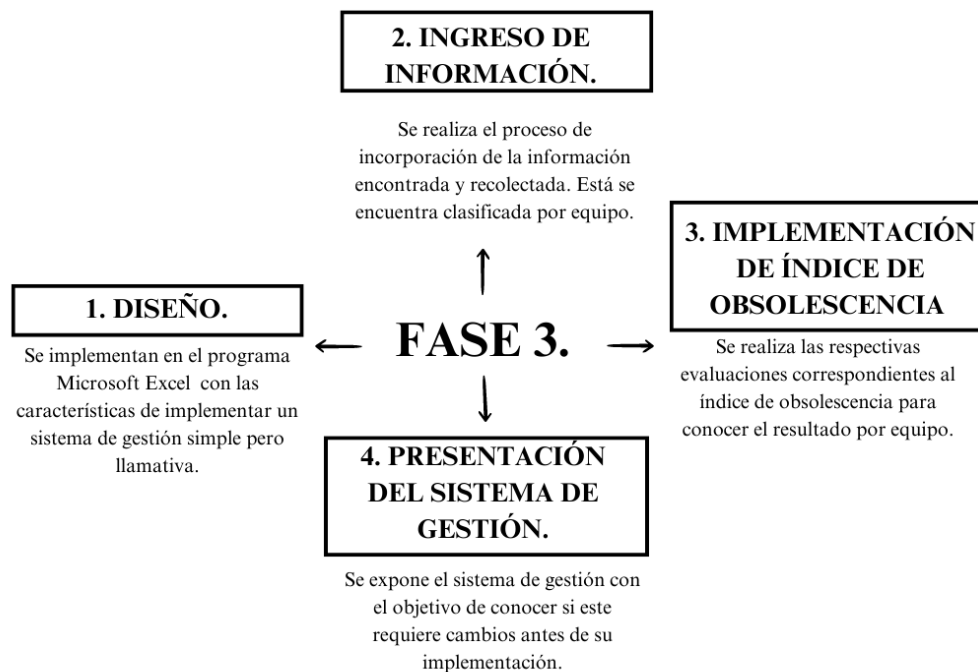 2. INGRESO DE
INFORMACIÓN.
Se realiza el proceso de
incorporación de la información
encontrada y recolectada. Está se
encuentra clasificada por equipo.
3. IMPLEMENTACIÓN
DE ÍNDICE DE
OBSOLESCENCIA
Se realiza las respectivas
evaluaciones correspondientes al
índice de obsolescencia para
conocer el resultado por equipo.
1. DISEÑO.
Se implementan en el programa
Microsoft Excel con las
características de implementar un
sistema de gestión simple pero
llamativa.
FASE 3.
4. PRESENTACIÓN
DEL SISTEMA DE
GESTIÓN.
Se expone el sistema de gestión con
el objetivo de conocer si este
requiere cambios antes de su
implementación.